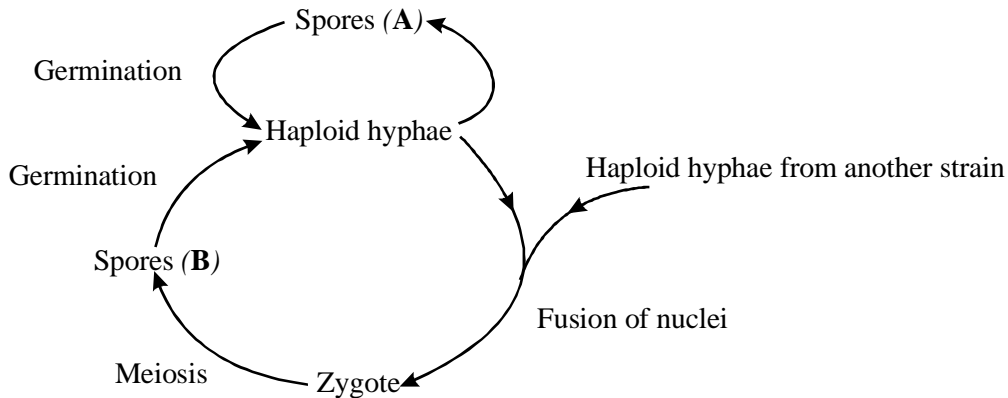 Spores (A)
Germination
Haploid hyphae
Haploid hyphae from another strain
Germination
Spores (B)
Fusion of nuclei
Meiosis
Zygote